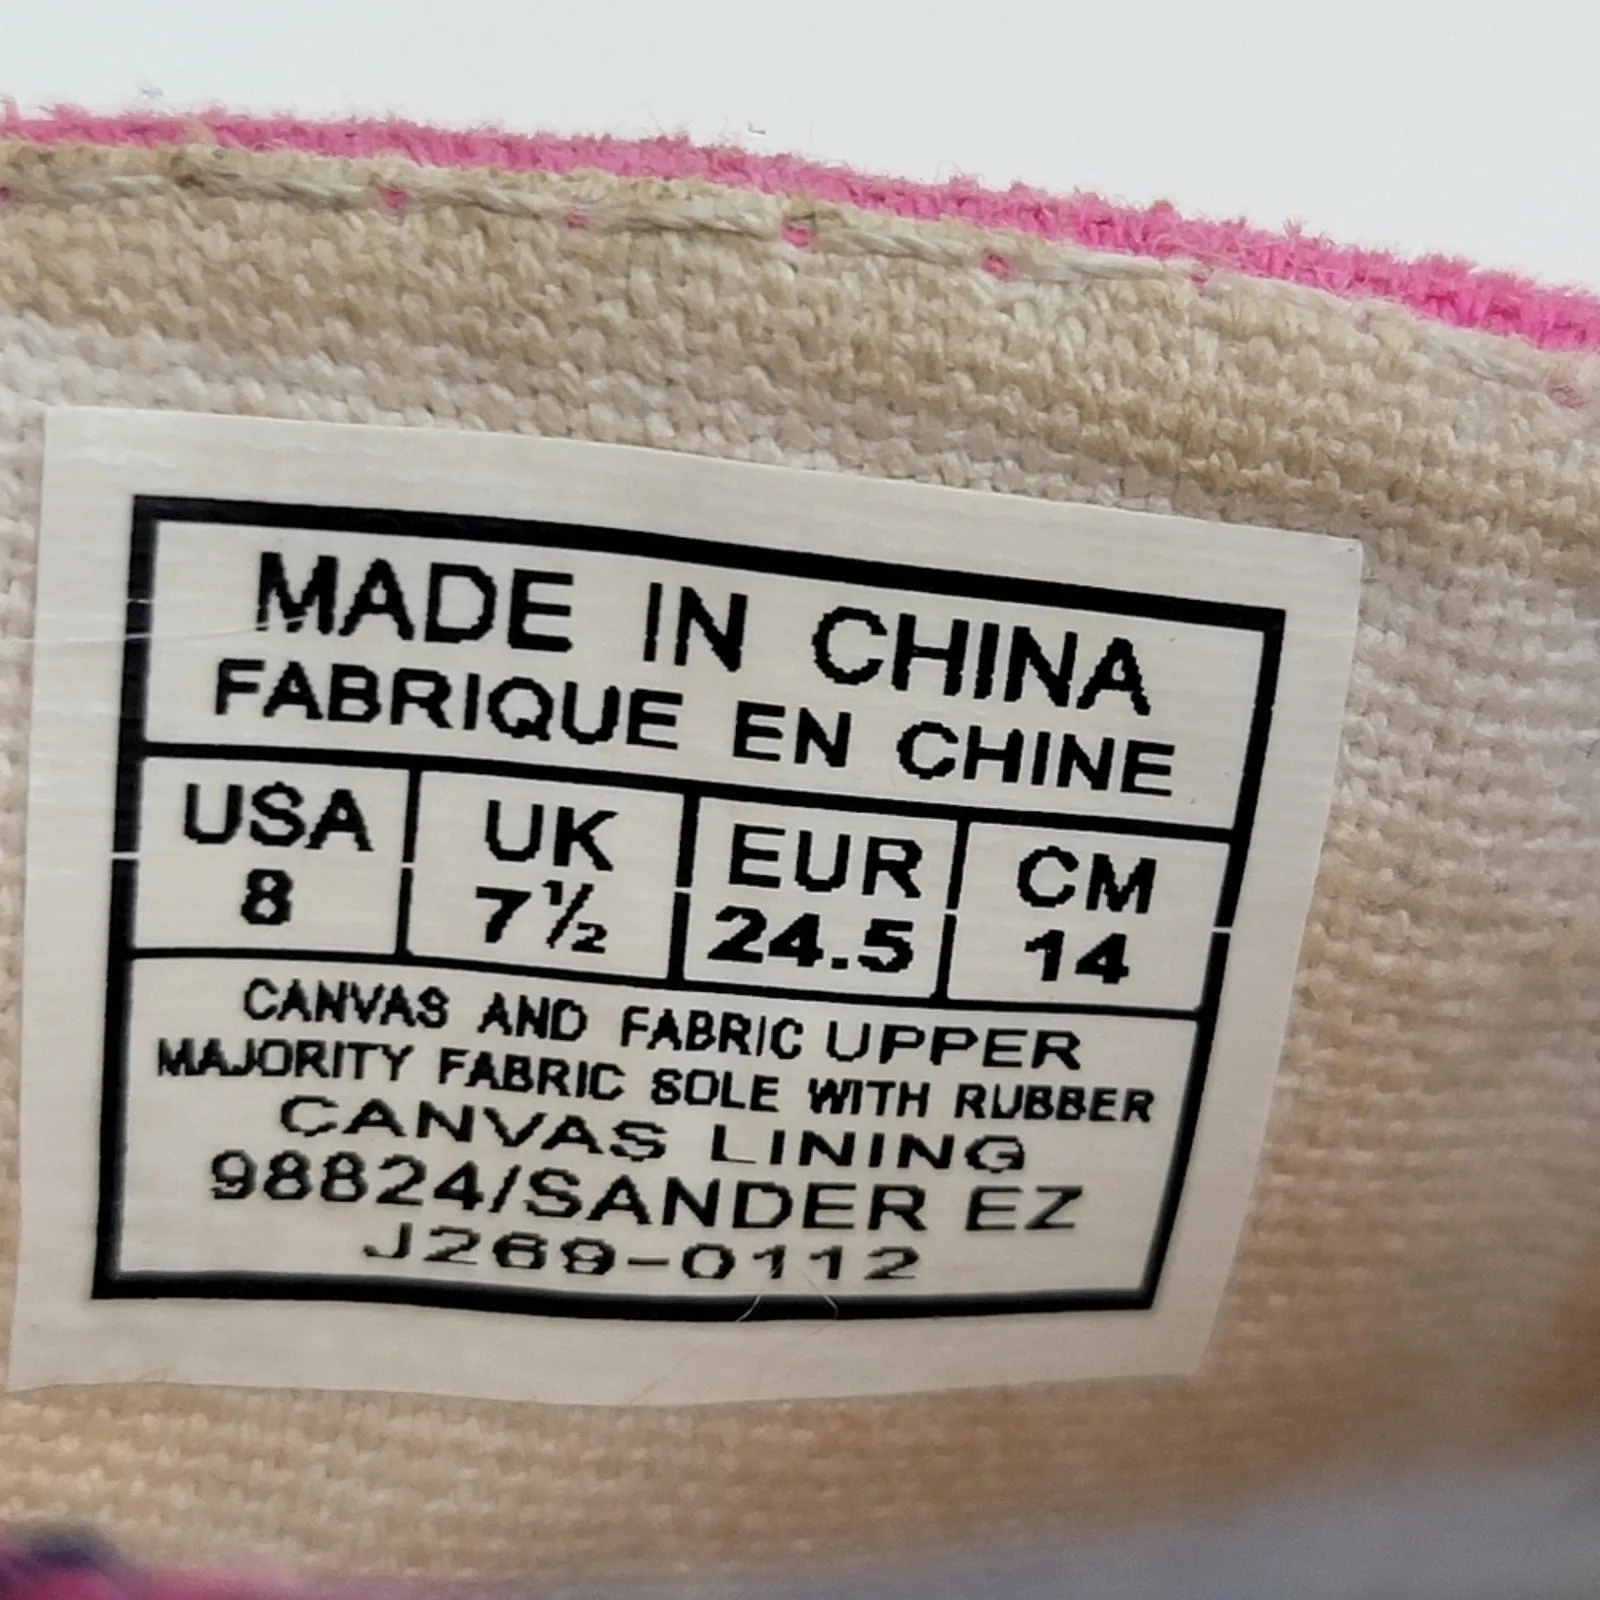 MADE IN CHINA
FABRIQUE EN CHINE
USA UK EUR CM
8 7½ 24.5 14
CANVAS AND FABRIC UPPER
MAJORITY FABRIC SOLE WITH RUBBER
CANVAS LINING
98824/SANDER EZ
J269-0112